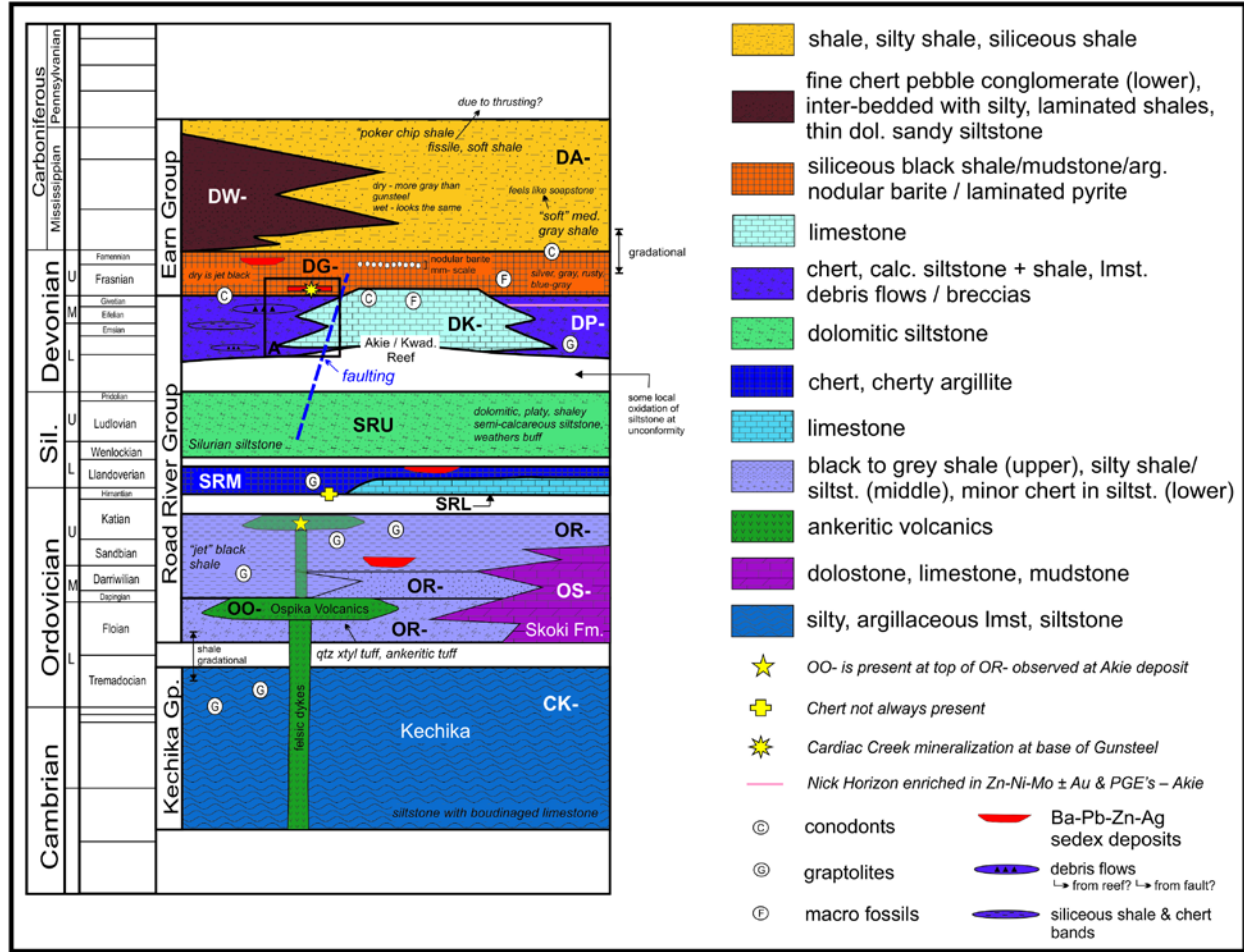 Carboniferous
Pennsylvanian
Mississippian
Devonian
U
M
L
Sil.
U
L
Ordovician
U
M
L
Cambrian
Famennian
Frasnian
Givetian
Eifelian
Emsian
Pridolian
Ludlovian
Wenlockian
Llandoverian
Hirnantian
Katian
Sandbian
Darriwilian
Dapingian
Floian
Tremadocian
Earn Group
Road River Group
Kechika Gp.
due to thrusting?
"poker chip shale
fissile, soft shale
DA-
DW-
dry - more gray than
gunsteel
wet - looks the same
feels like soapstone
"soft" med.
gray shale
gradational
C
DG-
nodular barite
mm- scale
dry is jet black
silver, gray, rusty,
blue-gray
F
C
C
F
DK-
DP-
G
A
Akie / Kwad.
Reef
faulting
some local
oxidation of
siltstone at
unconformity
SRU
dolomitic, platy, shaley
semi-calcareous siltstone,
weathers buff
Silurian siltstone
SRM
G
SRL
OR-
G
G
"jet" black
shale
G
OR-
OS-
OO-
Ospika Volcanics
OR-
Skoki Fm.
shale
gradational
qtz xtyl tuff, ankeritic tuff
G
G
CK-
Kechika
felsic dykes
siltstone with boudinaged limestone
shale, silty shale, siliceous shale
fine chert pebble conglomerate (lower),
inter-bedded with silty, laminated shales,
thin dol. sandy siltstone
siliceous black shale/mudstone/arg.
nodular barite / laminated pyrite
limestone
chert, calc. siltstone + shale, lmst.
debris flows / breccias
dolomitic siltstone
chert, cherty argillite
limestone
black to grey shale (upper), silty shale/
siltst. (middle), minor chert in siltst. (lower)
ankeritic volcanics
dolostone, limestone, mudstone
silty, argillaceous lmst, siltstone
OO- is present at top of OR- observed at Akie deposit
Chert not always present
Cardiac Creek mineralization at base of Gunsteel
Nick Horizon enriched in Zn-Ni-Mo ± Au & PGE's – Akie
C conodonts
Ba-Pb-Zn-Ag
sedex deposits
G graptolites
debris flows
from reef? from fault?
F macro fossils
siliceous shale & chert
bands